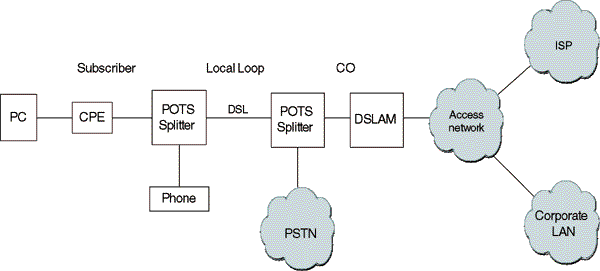 ISP
Subscriber
Local Loop
CO
PC
CPE
POTS
Splitter
DSL
POTS
Splitter
DSLAM
Access
network
Phone
PSTN
Corporate
LAN